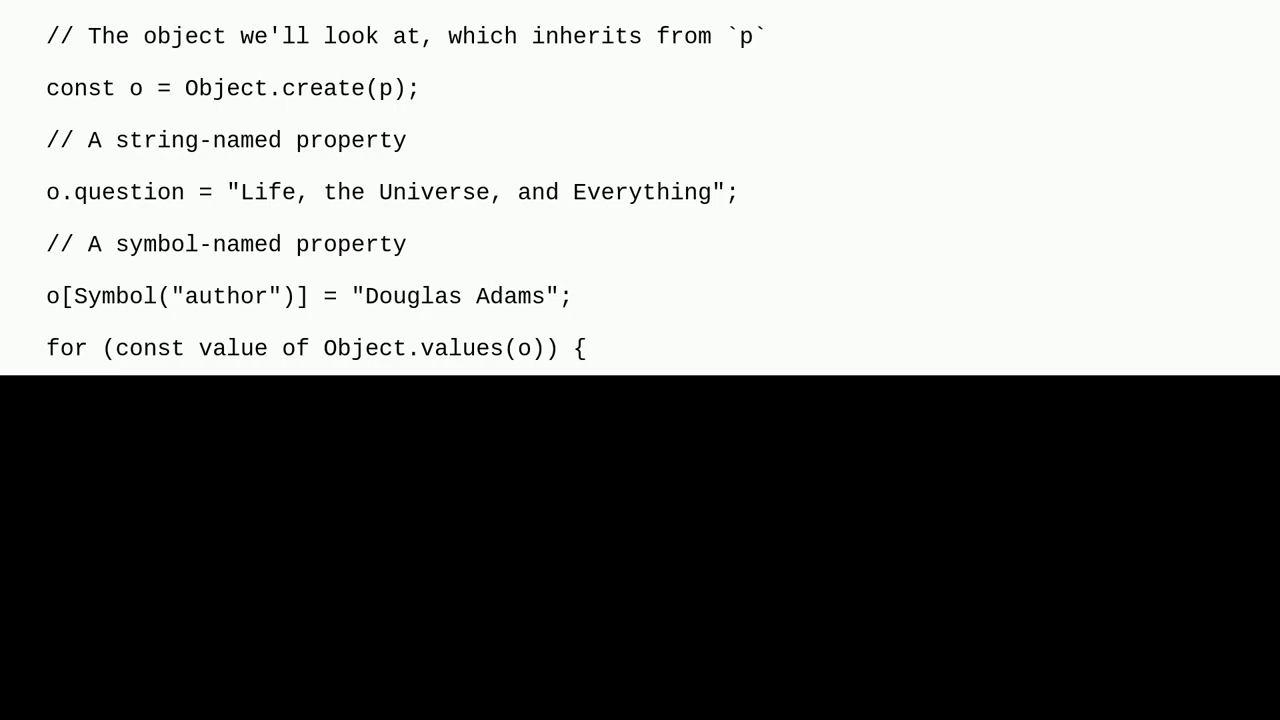 // The object we'll look at, which inherits from `p`
const o = Object.create(p);
// A string-named property
o.question = "Life, the Universe, and Everything";
// A symbol-named property
o[Symbol("author")] = "Douglas Adams";
for (const value of Object.values(o)) {